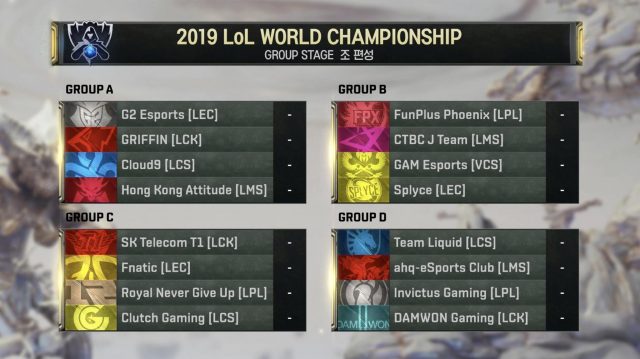 2019 LoL WORLD CHAMPIONSHIP
GROUP STAGE 조 편성
GROUP A
G2 Esports [LEC] -
GRIFFIN [LCK] -
Cloud9 [LCS] -
Hong Kong Attitude [LMS] -
GROUP B
FPX FunPlus Phoenix [LPL] -
CTBC J Team [LMS] -
GAM Esports [VCS] -
SPLYCE Splyce [LEC] -
GROUP C
SK Telecom T1 [LCK] -
Fnatic [LEC] -
Royal Never Give Up [LPL] -
Clutch Gaming [LCS] -
GROUP D
Team Liquid [LCS] -
ahq-eSports Club [LMS] -
Invictus Gaming [LPL] -
DAMWON DAMWON Gaming [LCK] -